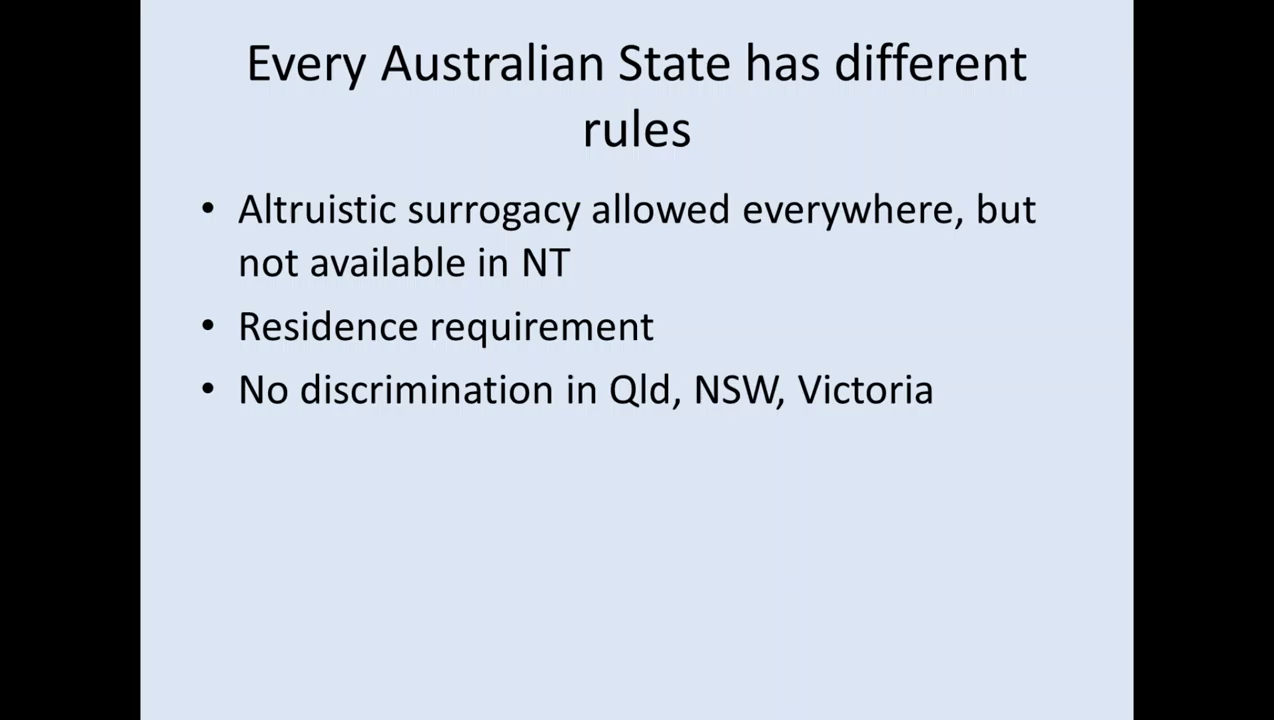 Every Australian State has different
rules
• Altruistic surrogacy allowed everywhere, but
not available in NT
• Residence requirement
• No discrimination in Qld, NSW, Victoria